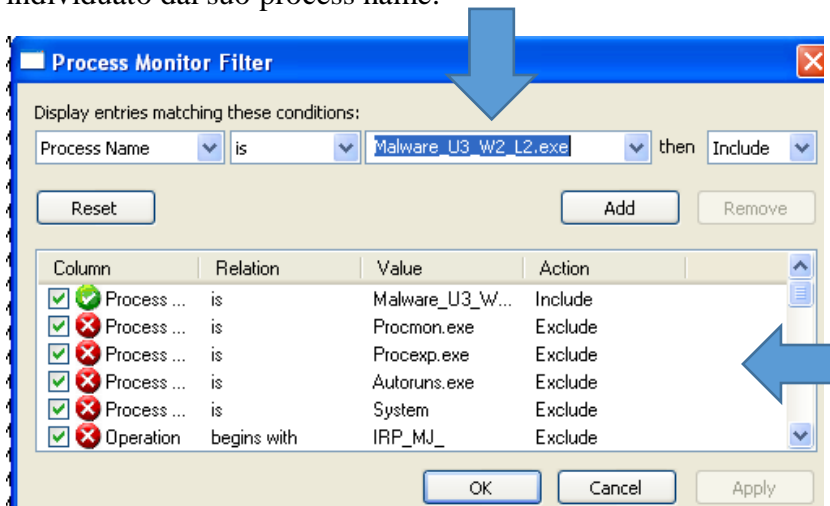 individuato dal suo process name.
Process Monitor Filter
Display entries matching these conditions:
Process Name is Malware_U3_W2_L2.exe then Include
Reset Add Remove
Column Relation Value Action
Process ... is Malware_U3_W... Include
Process ... is Procmon.exe Exclude
Process ... is Procexp.exe Exclude
Process ... is Autoruns.exe Exclude
Process ... is System Exclude
Operation begins with IRP_MJ_ Exclude
OK Cancel Apply